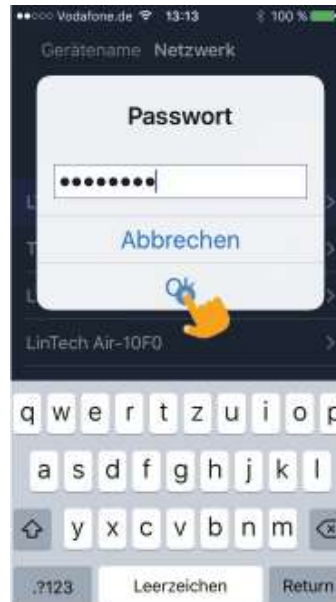 ●●○○○ Vodafone.de 13:13 100 %
Gerätename Netzwerk
Passwort
●●●●●●●●
Abbrechen
Ok
L
T
L
LinTech Air-10F0
q w e r t z u i o p
a s d f g h j k l
y x c v b n m
.?123 Leerzeichen Return